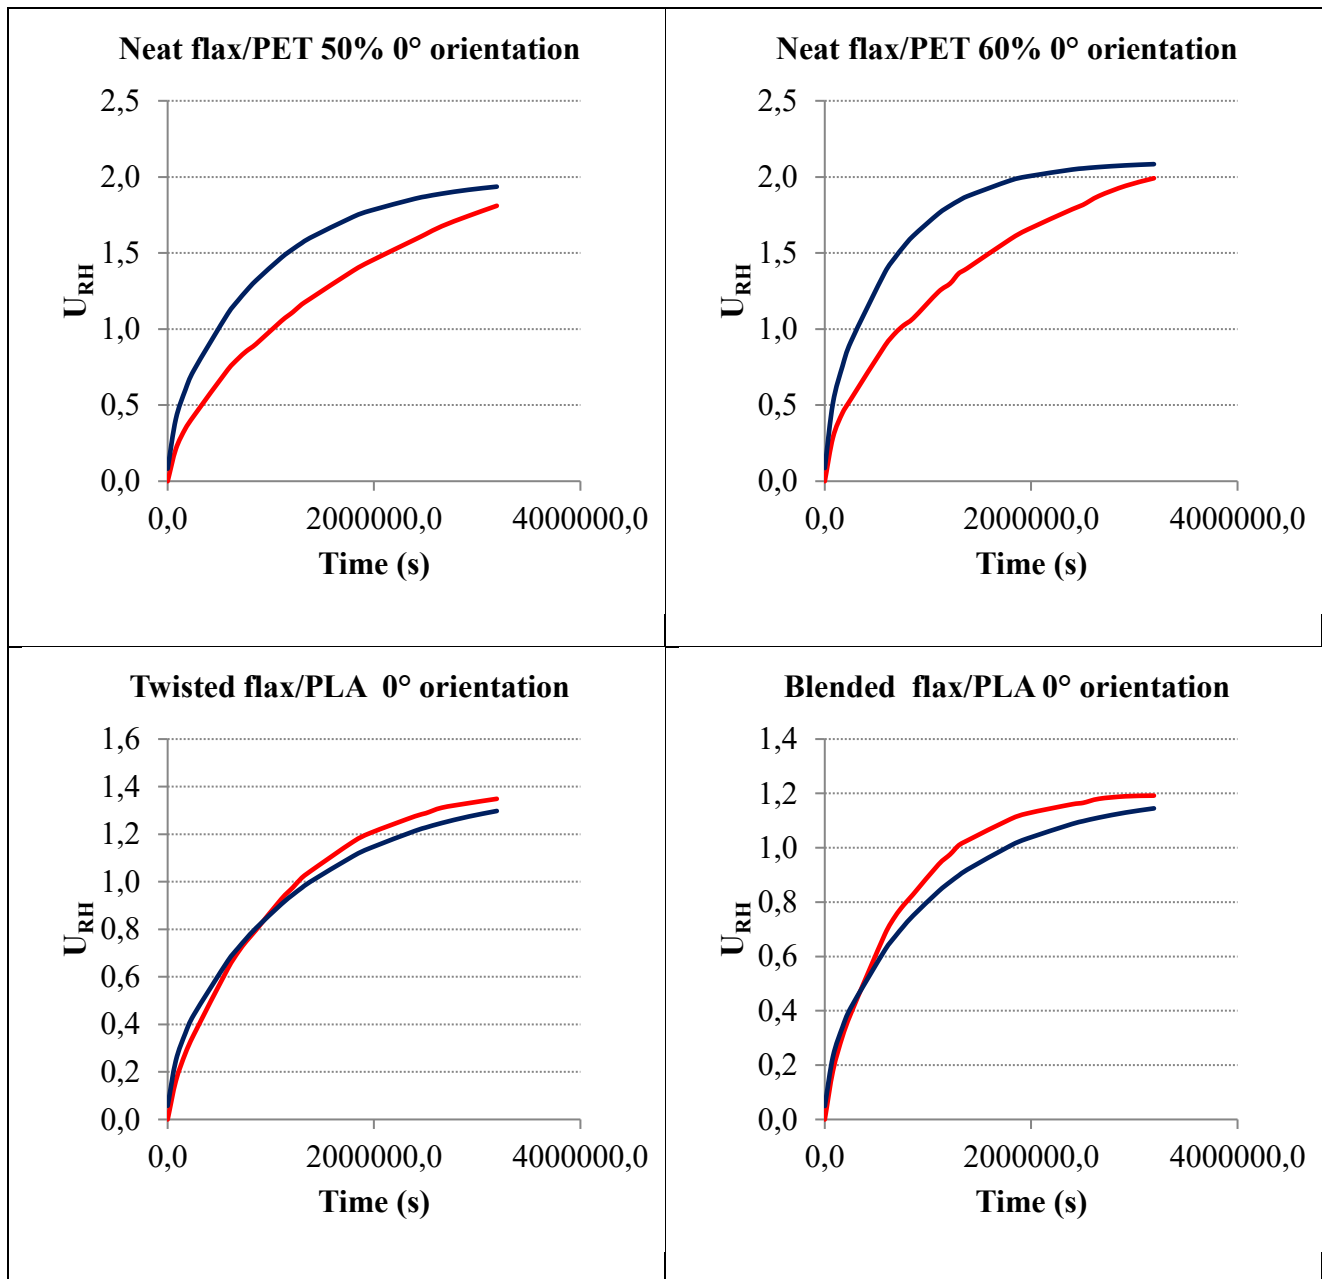 Neat flax/PET 50% 0° orientation
2,5
2,0
1,5
1,0
0,5
0,0
U_RH
0,0 2000000,0 4000000,0
Time (s)
Neat flax/PET 60% 0° orientation
2,5
2,0
1,5
1,0
0,5
0,0
U_RH
0,0 2000000,0 4000000,0
Time (s)
Twisted flax/PLA 0° orientation
1,6
1,4
1,2
1,0
0,8
0,6
0,4
0,2
0,0
U_RH
0,0 2000000,0 4000000,0
Time (s)
Blended flax/PLA 0° orientation
1,4
1,2
1,0
0,8
0,6
0,4
0,2
0,0
U_RH
0,0 2000000,0 4000000,0
Time (s)